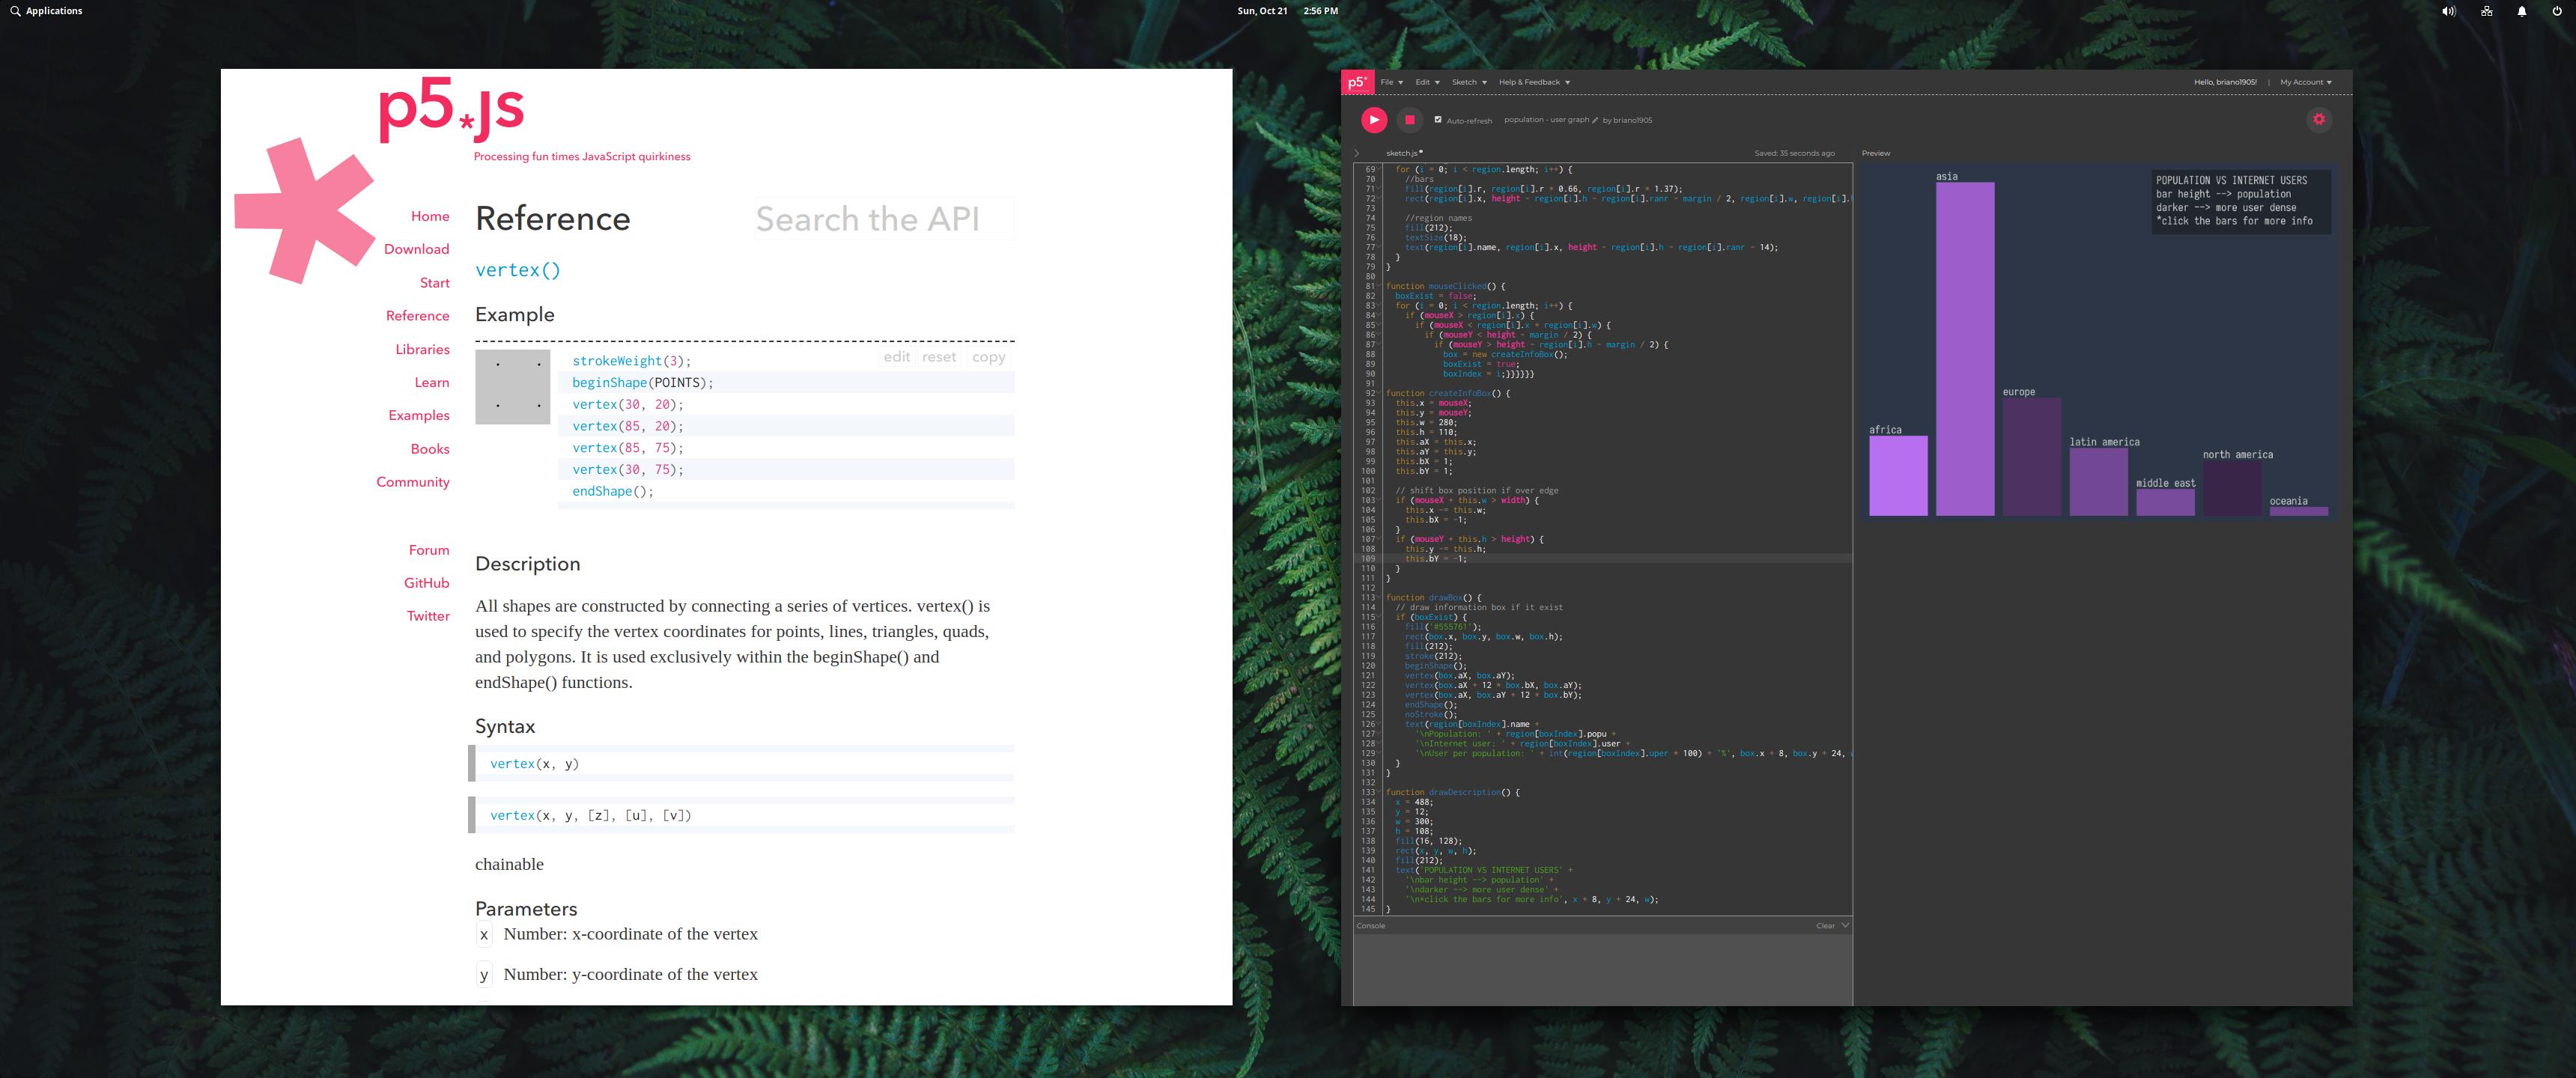 Applications
Sun, Oct 21 2:56 PM
p5.js
Processing fun times JavaScript quirkiness
Home
Download
Start
Reference
Libraries
Learn
Examples
Books
Community
Forum
GitHub
Twitter
Reference
Search the API
vertex()
Example
edit reset copy
strokeWeight(3);
beginShape(POINTS);
vertex(30, 20);
vertex(85, 20);
vertex(85, 75);
vertex(30, 75);
endShape();
Description
All shapes are constructed by connecting a series of vertices. vertex() is
used to specify the vertex coordinates for points, lines, triangles, quads,
and polygons. It is used exclusively within the beginShape() and
endShape() functions.
Syntax
vertex(x, y)
vertex(x, y, [z], [u], [v])
chainable
Parameters
x Number: x-coordinate of the vertex
y Number: y-coordinate of the vertex
p5* File Edit Sketch Help & Feedback Hello, briano1905! | My Account
Auto-refresh population - user graph by briano1905
sketch.js Saved: 35 seconds ago Preview
69 for (i = 0; i < region.length; i++) {
70 //bars
71 fill(region[i].r, region[i].r * 0.66, region[i].r * 1.37);
72 rect(region[i].x, height - region[i].h - region[i].ranr - margin / 2, region[i].w, region[i].
73
74 //region names
75 fill(212);
76 textSize(18);
77 text(region[i].name, region[i].x, height - region[i].h - region[i].ranr - 14);
78 }
79 }
80
81 function mouseClicked() {
82 boxExist = false;
83 for (i = 0; i < region.length; i++) {
84 if (mouseX > region[i].x) {
85 if (mouseX < region[i].x + region[i].w) {
86 if (mouseY < height - margin / 2) {
87 if (mouseY > height - region[i].h - margin / 2) {
88 box = new createInfoBox();
89 boxExist = true;
90 boxIndex = i;}}}}}}
91
92 function createInfoBox() {
93 this.x = mouseX;
94 this.y = mouseY;
95 this.w = 280;
96 this.h = 110;
97 this.aX = this.x;
98 this.aY = this.y;
99 this.bX = 1;
100 this.bY = 1;
101
102 // shift box position if over edge
103 if (mouseX + this.w > width) {
104 this.x -= this.w;
105 this.bX = -1;
106 }
107 if (mouseY + this.h > height) {
108 this.y -= this.h;
109 this.bY = -1;
110 }
111 }
112
113 function drawBox() {
114 // draw information box if it exist
115 if (boxExist) {
116 fill('#555761');
117 rect(box.x, box.y, box.w, box.h);
118 fill(212);
119 stroke(212);
120 beginShape();
121 vertex(box.aX, box.aY);
122 vertex(box.aX + 12 * box.bX, box.aY);
123 vertex(box.aX, box.aY + 12 * box.bY);
124 endShape();
125 noStroke();
126 text(region[boxIndex].name +
127 '\nPopulation: ' + region[boxIndex].popu +
128 '\nInternet user: ' + region[boxIndex].user +
129 '\nUser per population: ' + int(region[boxIndex].uper * 100) + '%', box.x + 8, box.y + 24,
130 }
131 }
132
133 function drawDescription() {
134 x = 488;
135 y = 12;
136 w = 300;
137 h = 108;
138 fill(16, 128);
139 rect(x, y, w, h);
140 fill(212);
141 text('POPULATION VS INTERNET USERS' +
142 '\nbar height --> population' +
143 '\ndarker --> more user dense' +
144 '\n*click the bars for more info', x + 8, y + 24, w);
145 }
Console Clear
POPULATION VS INTERNET USERS
bar height --> population
darker --> more user dense
*click the bars for more info
asia
europe
africa
latin america
north america
middle east
oceania